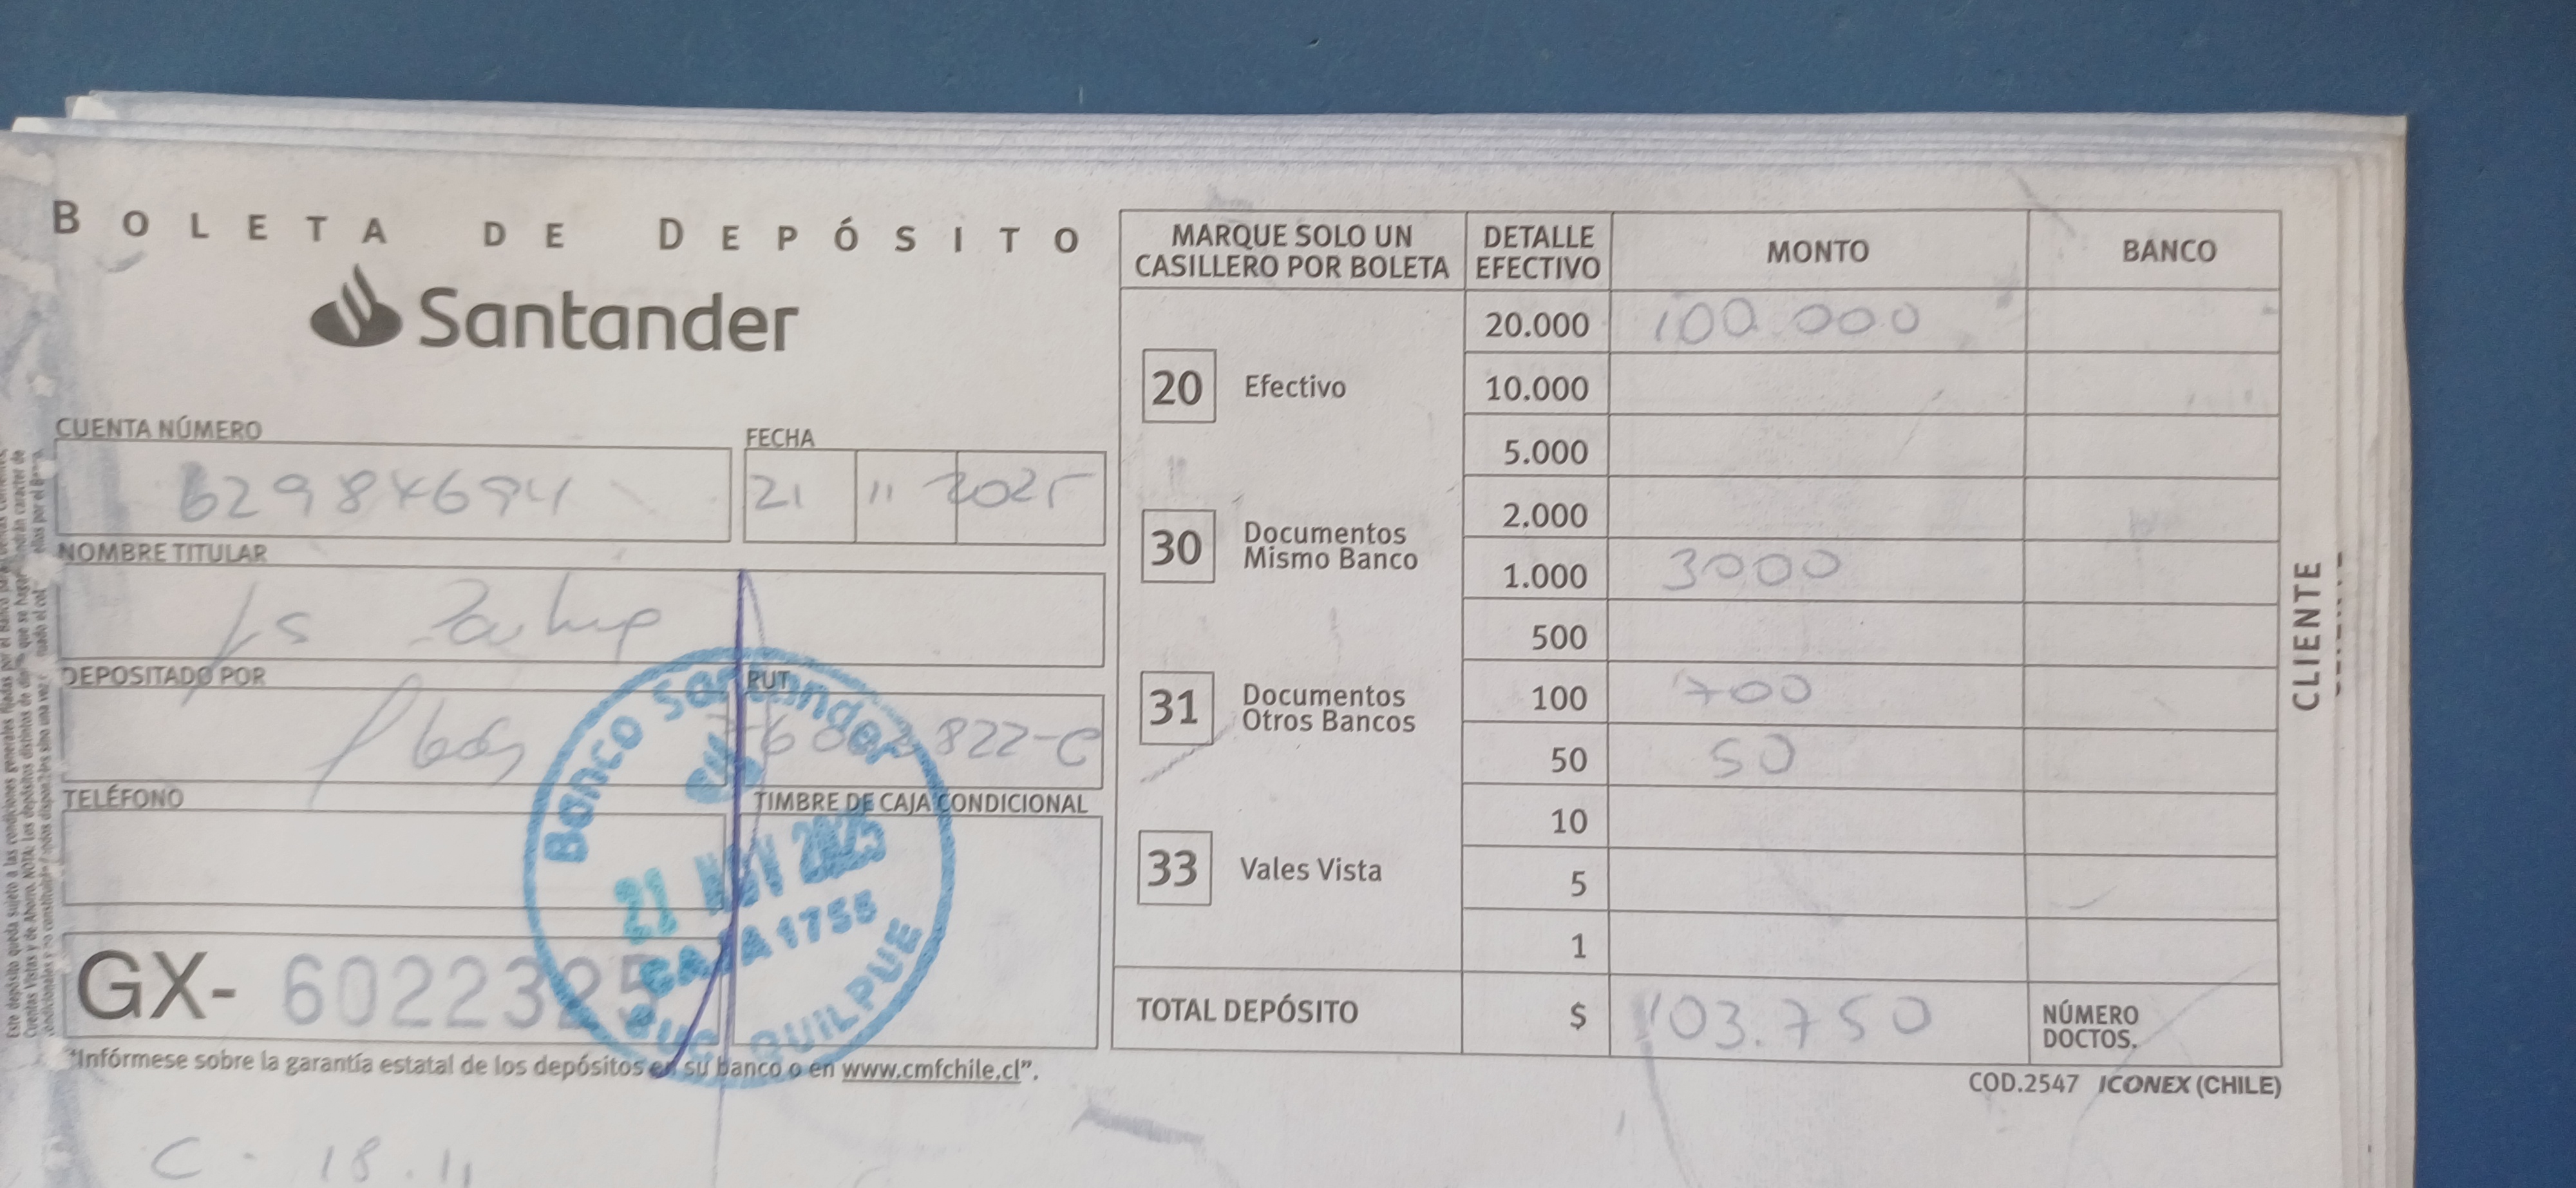 BOLETA DE DEPÓSITO
Santander
CUENTA NÚMERO
62984694
FECHA
21 11 2025
NOMBRE TITULAR
DEPOSITADO POR
RUT
822-
TELÉFONO
TIMBRE DE CAJA CONDICIONAL
Banco Santander
21 NOV 2025
CAJA 1755
QUILPUE
GX- 6022325
"Infórmese sobre la garantía estatal de los depósitos en su banco o en www.cmfchile.cl".
C - 18.11
MARQUE SOLO UN CASILLERO POR BOLETA
20 Efectivo
30 Documentos Mismo Banco
31 Documentos Otros Bancos
33 Vales Vista
DETALLE EFECTIVO MONTO BANCO
20.000 100.000
10.000
5.000
2.000
1.000 3000
500
100 700
50 50
10
5
1
TOTAL DEPÓSITO $ 103.750 NÚMERO DOCTOS.
COD.2547 ICONEX (CHILE)
CLIENTE